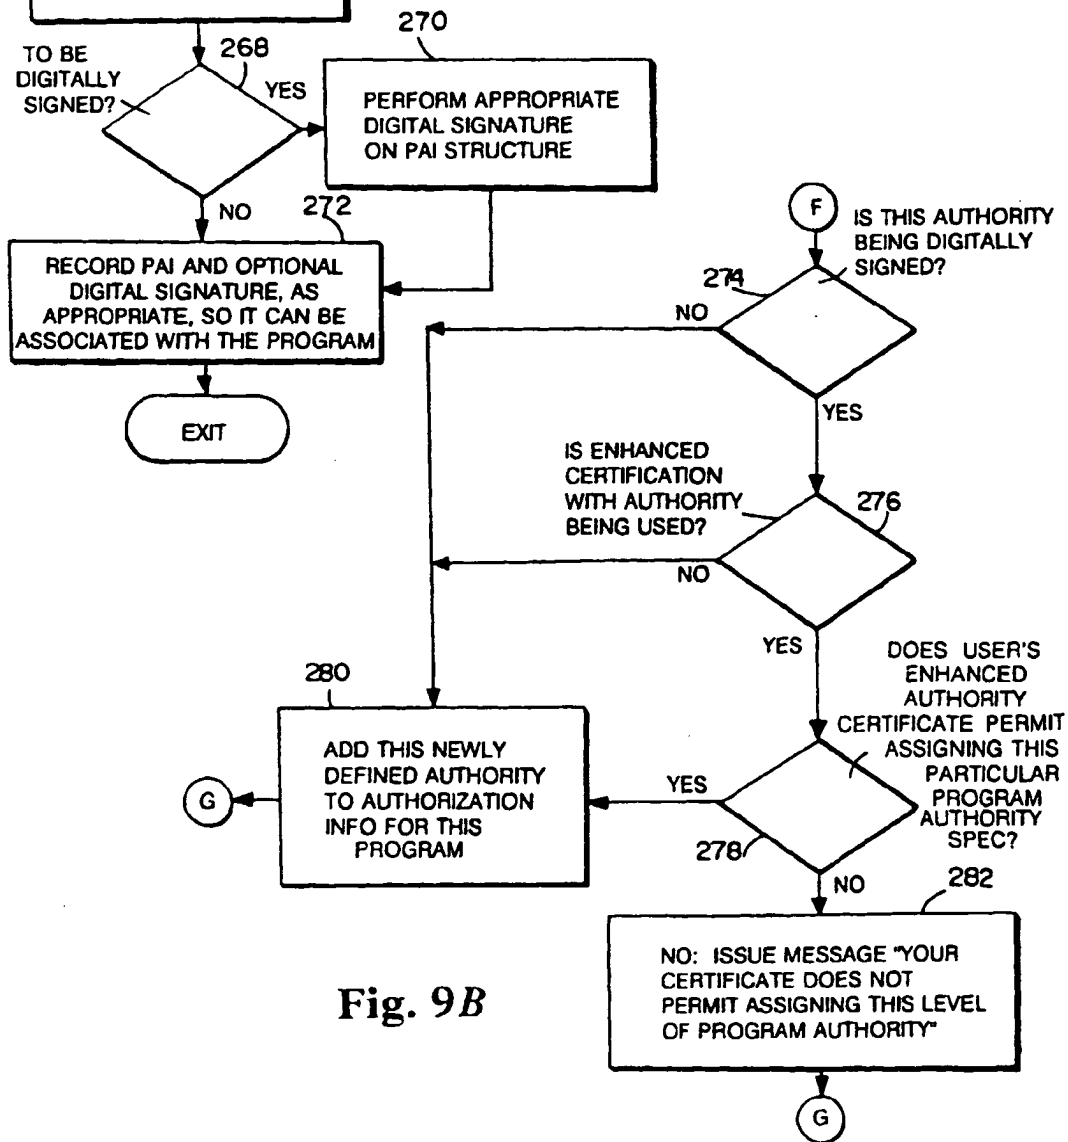 270
TO BE
DIGITALLY
SIGNED?
268
YES
PERFORM APPROPRIATE
DIGITAL SIGNATURE
ON PAI STRUCTURE
NO
272
RECORD PAI AND OPTIONAL
DIGITAL SIGNATURE, AS
APPROPRIATE, SO IT CAN BE
ASSOCIATED WITH THE PROGRAM
EXIT
F
IS THIS AUTHORITY
BEING DIGITALLY
SIGNED?
274
NO
YES
IS ENHANCED
CERTIFICATION
WITH AUTHORITY
BEING USED?
276
NO
YES
DOES USER'S
ENHANCED
AUTHORITY
CERTIFICATE PERMIT
ASSIGNING THIS
PARTICULAR
PROGRAM
AUTHORITY
SPEC?
278
YES
NO
280
ADD THIS NEWLY
DEFINED AUTHORITY
TO AUTHORIZATION
INFO FOR THIS
PROGRAM
G
282
NO: ISSUE MESSAGE "YOUR
CERTIFICATE DOES NOT
PERMIT ASSIGNING THIS LEVEL
OF PROGRAM AUTHORITY"
G
Fig. 9B